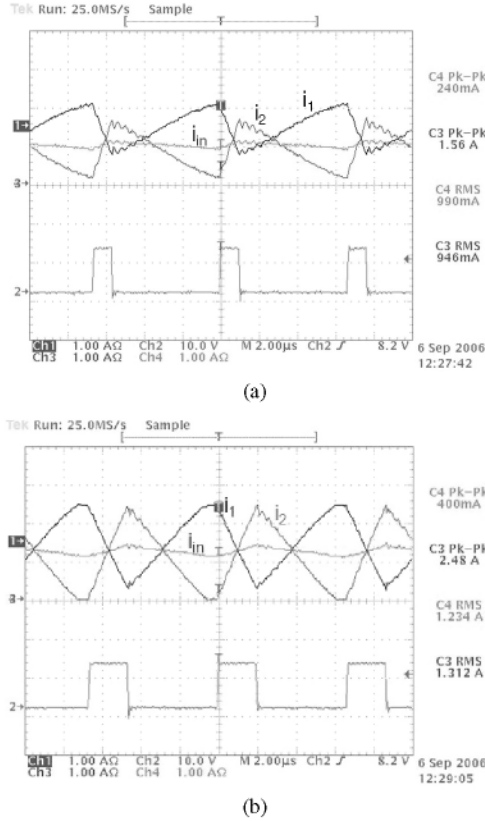 Tek Run: 25.0MS/s Sample
C4 Pk-Pk
240mA
C3 Pk-Pk
1.56 A
C4 RMS
990mA
C3 RMS
946mA
1
i2
i1
iin
3
2
T
Ch1 1.00 AΩ Ch2 10.0 V M 2.00µs Ch2 8.2 V
Ch3 1.00 AΩ Ch4 1.00 AΩ
6 Sep 2006
12:27:42
(a)
Tek Run: 25.0MS/s Sample
C4 Pk-Pk
400mA
C3 Pk-Pk
2.48 A
C4 RMS
1.234 A
C3 RMS
1.312 A
1
i1
i2
iin
2
T
Ch1 1.00 AΩ Ch2 10.0 V M 2.00µs Ch2 8.2 V
Ch3 1.00 AΩ Ch4 1.00 AΩ
6 Sep 2006
12:29:05
(b)